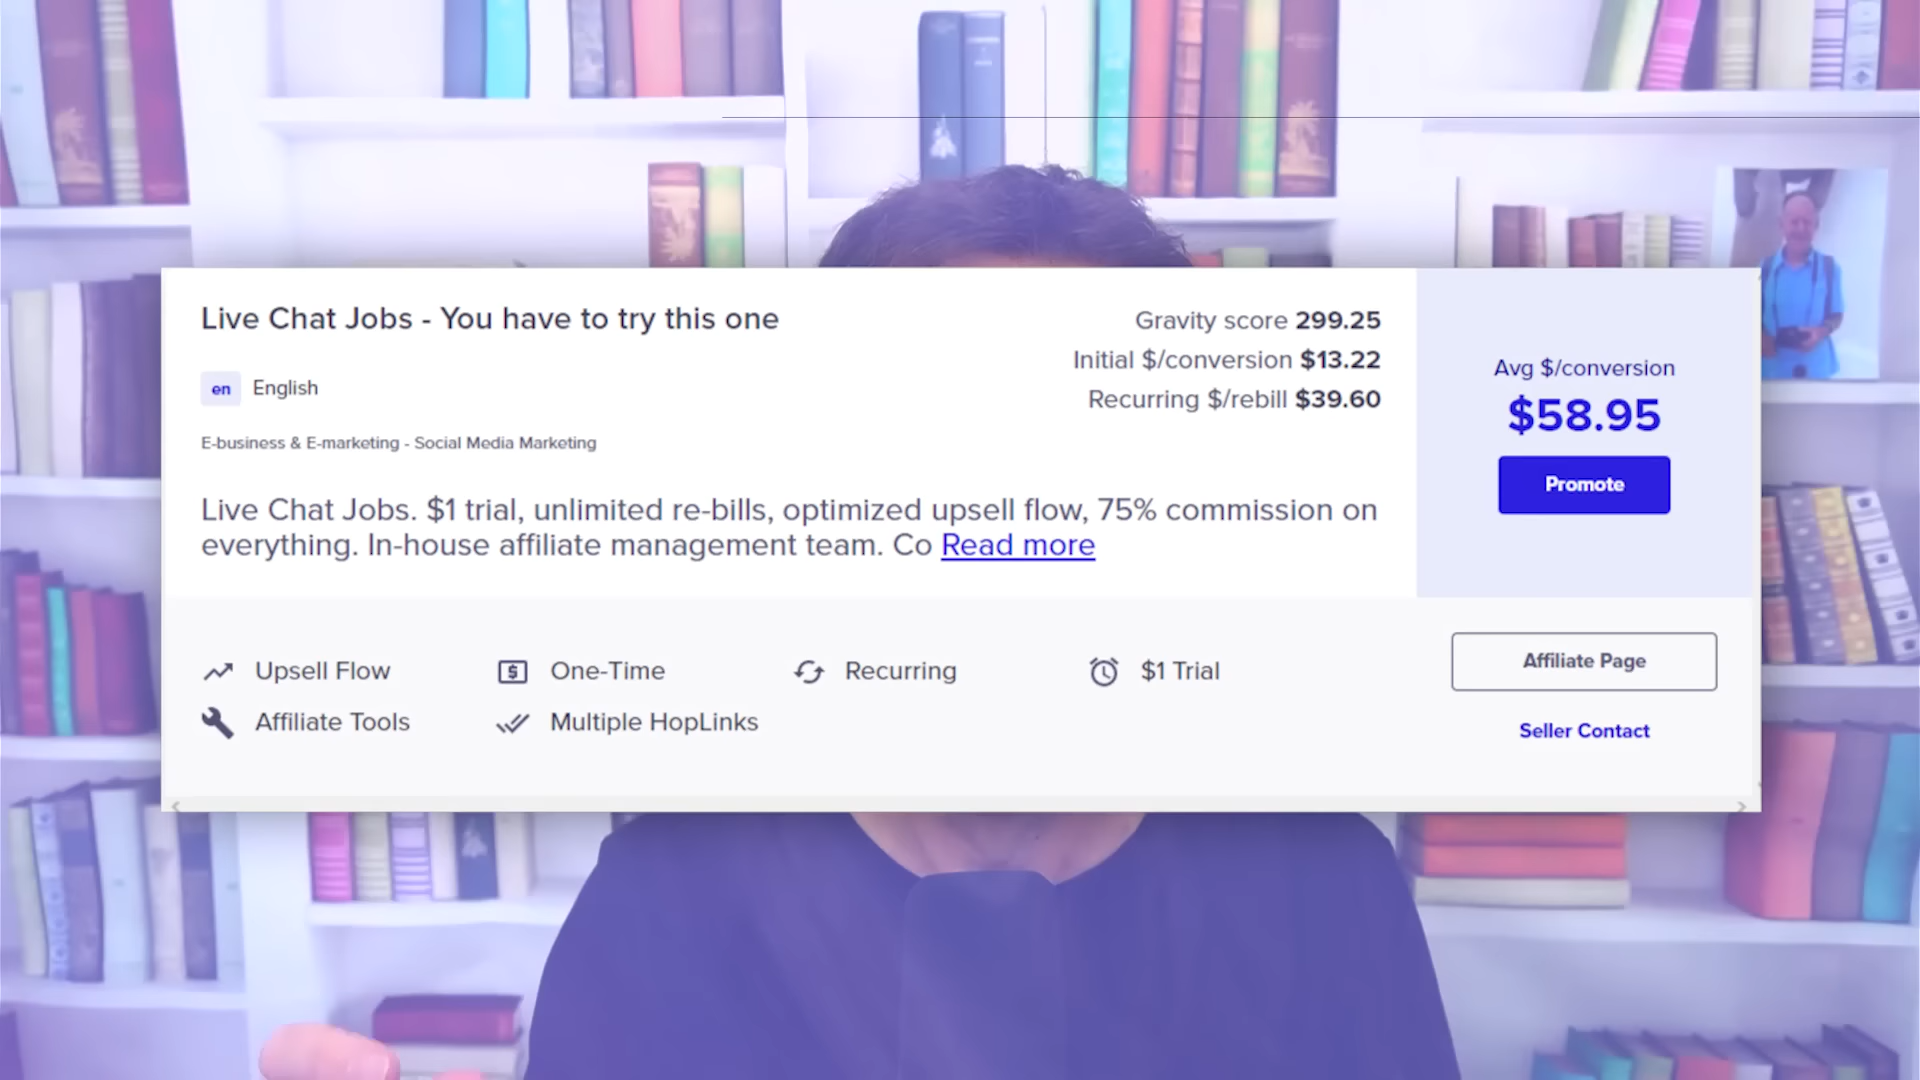 Live Chat Jobs - You have to try this one
Gravity score 299.25
Initial $/conversion $13.22
Recurring $/rebill $39.60
en English
E-business & E-marketing - Social Media Marketing
Live Chat Jobs. $1 trial, unlimited re-bills, optimized upsell flow, 75% commission on
everything. In-house affiliate management team. Co Read more
Avg $/conversion
$58.95
Promote
Upsell Flow
One-Time
Recurring
$1 Trial
Affiliate Tools
Multiple HopLinks
Affiliate Page
Seller Contact